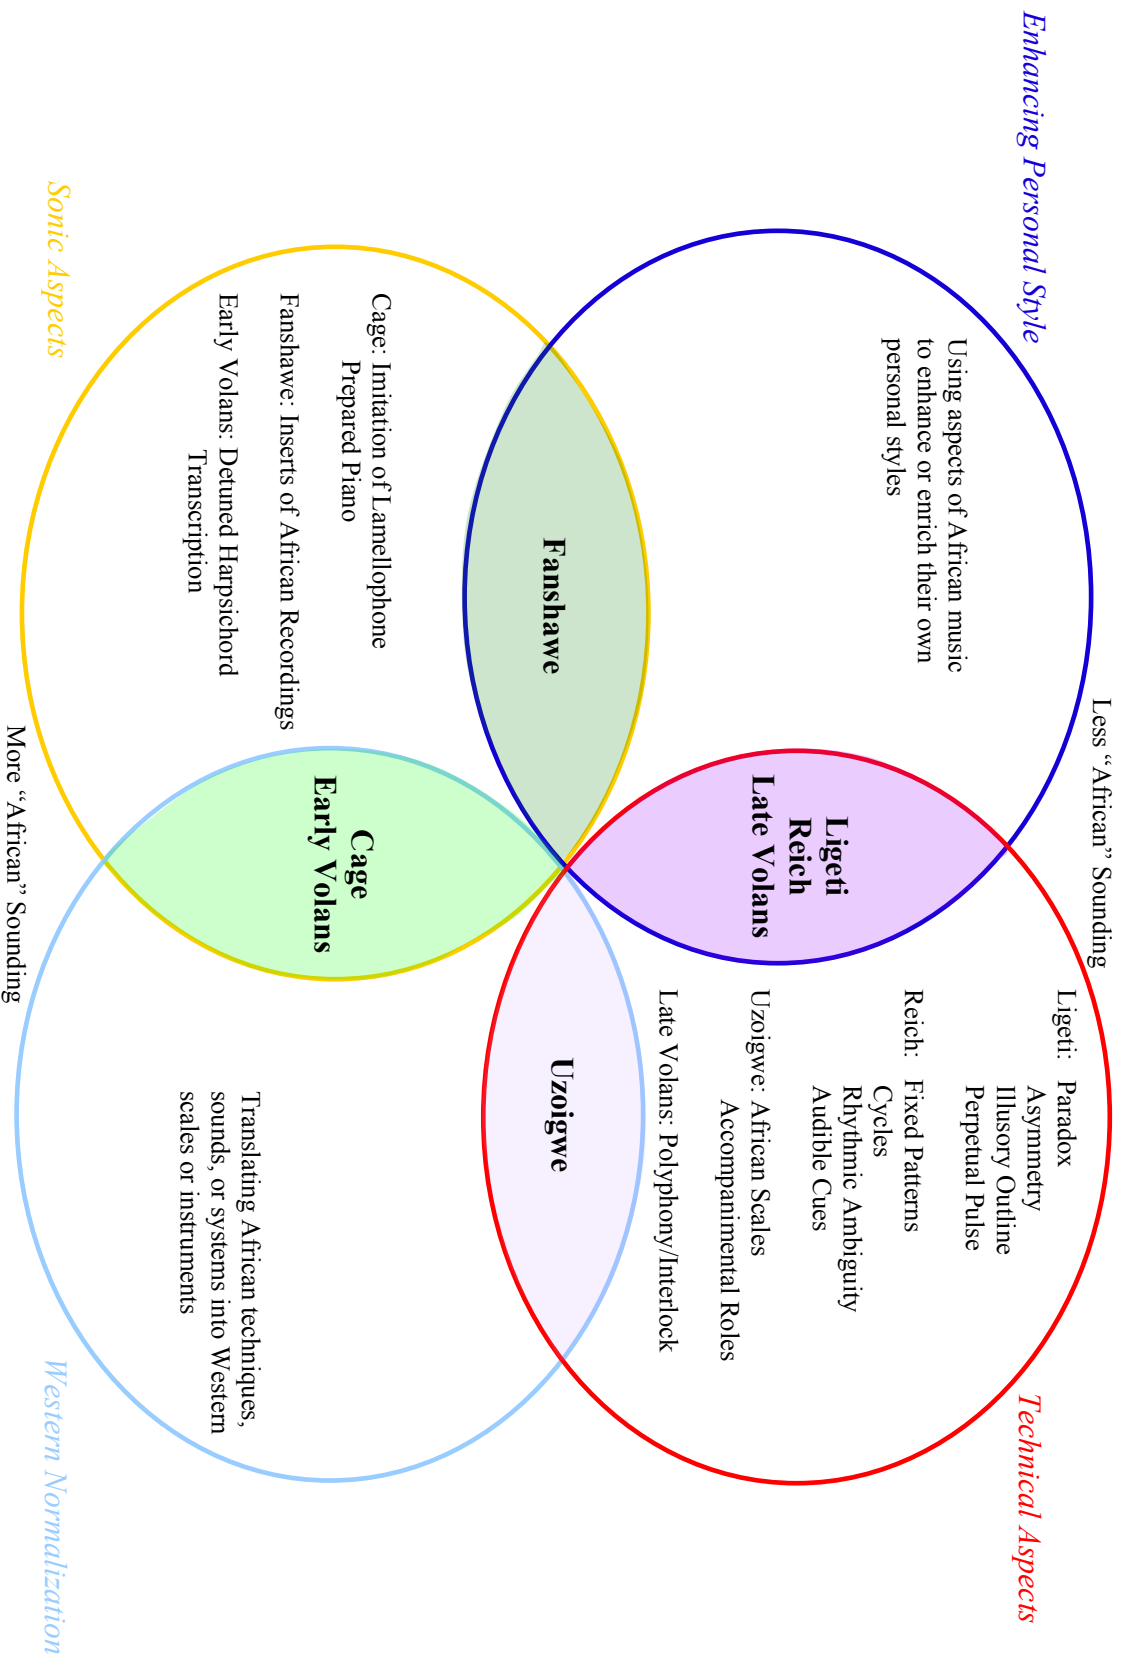 Less “African” Sounding
Enhancing Personal Style
Technical Aspects
Using aspects of African music
to enhance or enrich their own
personal styles
Ligeti
Reich
Late Volans
Ligeti: Paradox
Asymmetry
Illusory Outline
Perpetual Pulse
Reich: Fixed Patterns
Cycles
Rhythmic Ambiguity
Audible Cues
Uzoigwe: African Scales
Accompanimental Roles
Late Volans: Polyphony/Interlock
Fanshawe
Uzoigwe
Cage: Imitation of Lamellophone
Prepared Piano
Fanshawe: Inserts of African Recordings
Early Volans: Detuned Harpsichord
Transcription
Cage
Early Volans
Translating African techniques,
sounds, or systems into Western
scales or instruments
Sonic Aspects
Western Normalization
More “African” Sounding